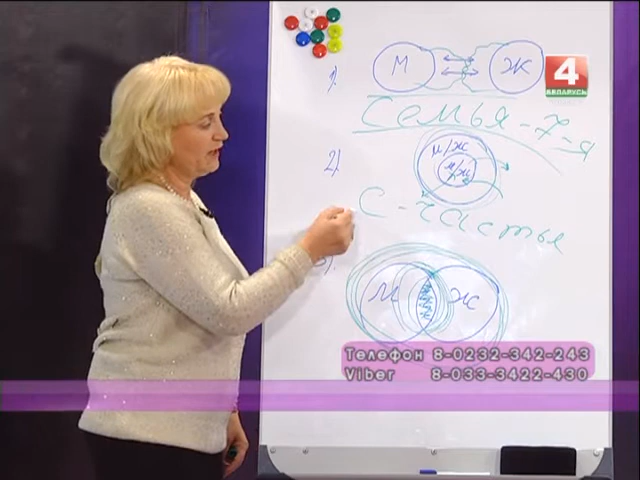 4
БЕЛАРУСЬ
1)
М
Ж
Семья - 7-я
2)
М/Ж
М/Ж
С - частье
3)
М
Ж
Телефон 8-0232-342-243
Viber 8-033-3422-430